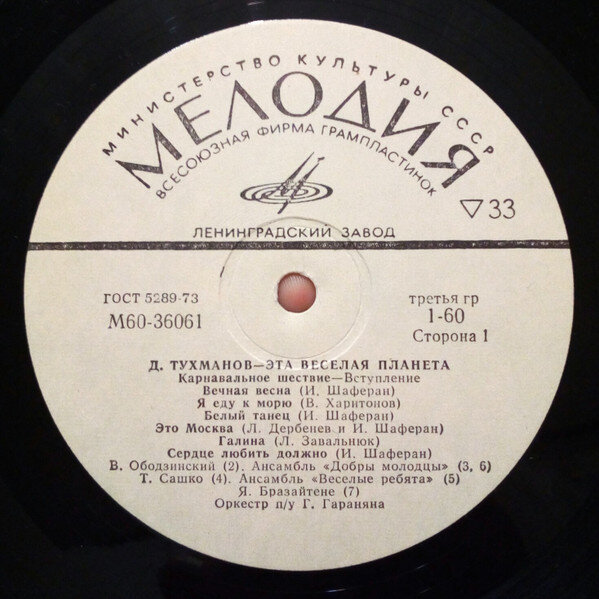 МИНИСТЕРСТВО КУЛЬТУРЫ СССР
МЕЛОДИЯ
ВСЕСОЮЗНАЯ ФИРМА ГРАМПЛАСТИНОК
▽33
ЛЕНИНГРАДСКИЙ ЗАВОД
ГОСТ 5289-73
М60-36061
третья гр
1-60
Сторона 1
Д. ТУХМАНОВ—ЭТА ВЕСЕЛАЯ ПЛАНЕТА
Карнавальное шествие—Вступление
Вечная весна (И. Шаферан)
Я еду к морю (В. Харитонов)
Белый танец (И. Шаферан)
Это Москва (Л. Дербенев и И. Шаферан)
Галина (Л. Завальнюк)
Сердце любить должно (И. Шаферан)
В. Ободзинский (2). Ансамбль «Добры молодцы» (3, 6)
Т. Сашко (4). Ансамбль «Веселые ребята» (5)
Я. Бразайтене (7)
Оркестр п/у Г. Гараняна